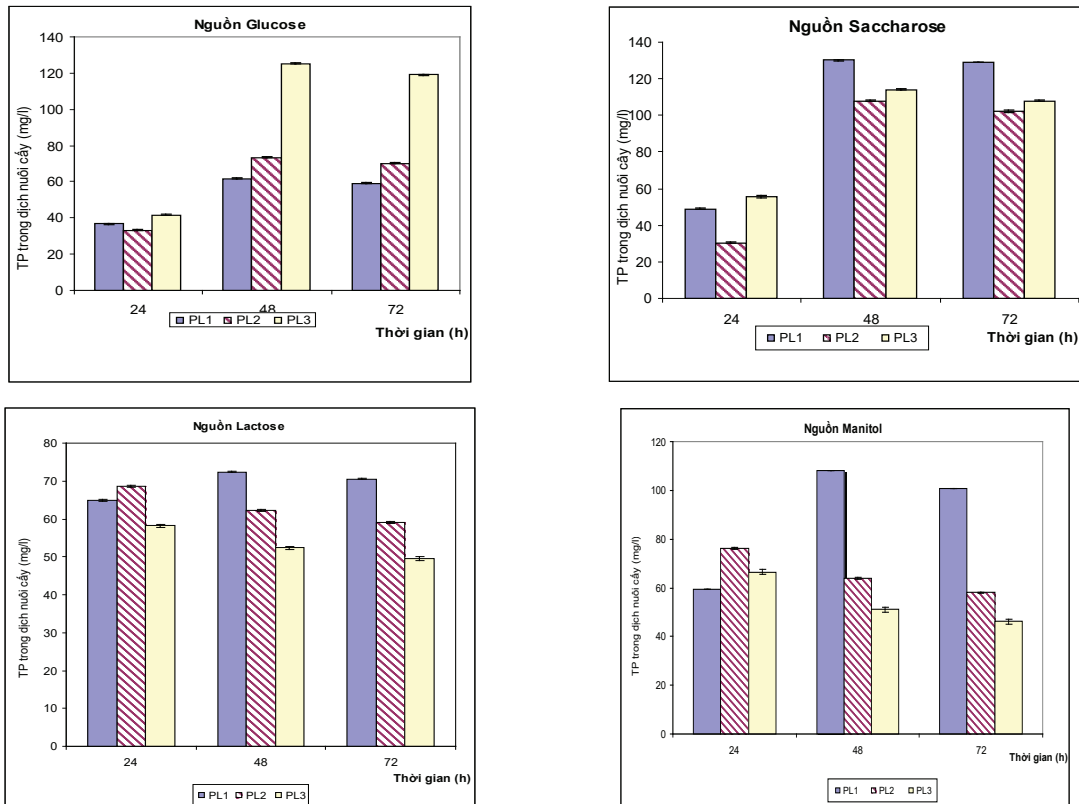 Nguồn Glucose
TP trong dịch nuôi cấy (mg/l)
140
120
100
80
60
40
20
0
24
48
72
PL1 PL2 PL3
Thời gian (h)
Nguồn Saccharose
TP trong dịch nuôi cấy (mg/l)
140
120
100
80
60
40
20
0
24
48
72
PL1 PL2 PL3
Thời gian (h)
Nguồn Lactose
TP trong dịch nuôi cấy (mg/l)
80
70
60
50
40
30
20
10
0
24
48
72
Thời gian (h)
PL1 PL2 PL3
Nguồn Manitol
TP trong dịch nuôi cấy (mg/l)
120
100
80
60
40
20
0
24
48
72
Thời gian (h)
PL1 PL2 PL3